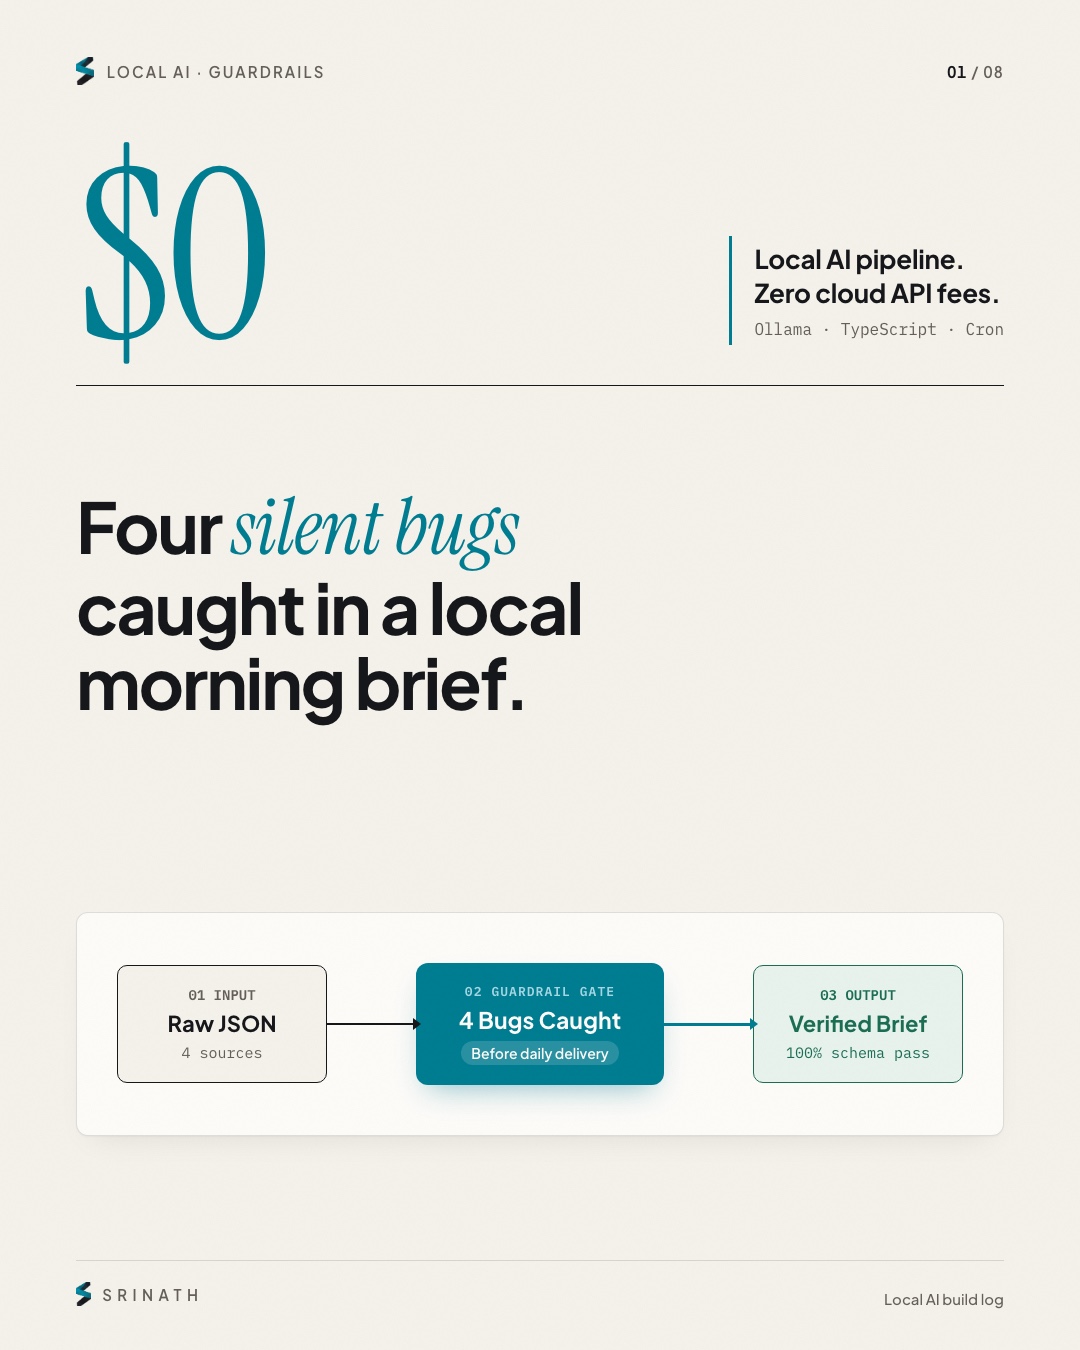 LOCAL AI · GUARDRAILS
01 / 08
$0
Local AI pipeline.
Zero cloud API fees.
Ollama · TypeScript · Cron
Four silent bugs
caught in a local
morning brief.
01 INPUT
Raw JSON
4 sources
02 GUARDRAIL GATE
4 Bugs Caught
Before daily delivery
03 OUTPUT
Verified Brief
100% schema pass
SRINATH
Local AI build log